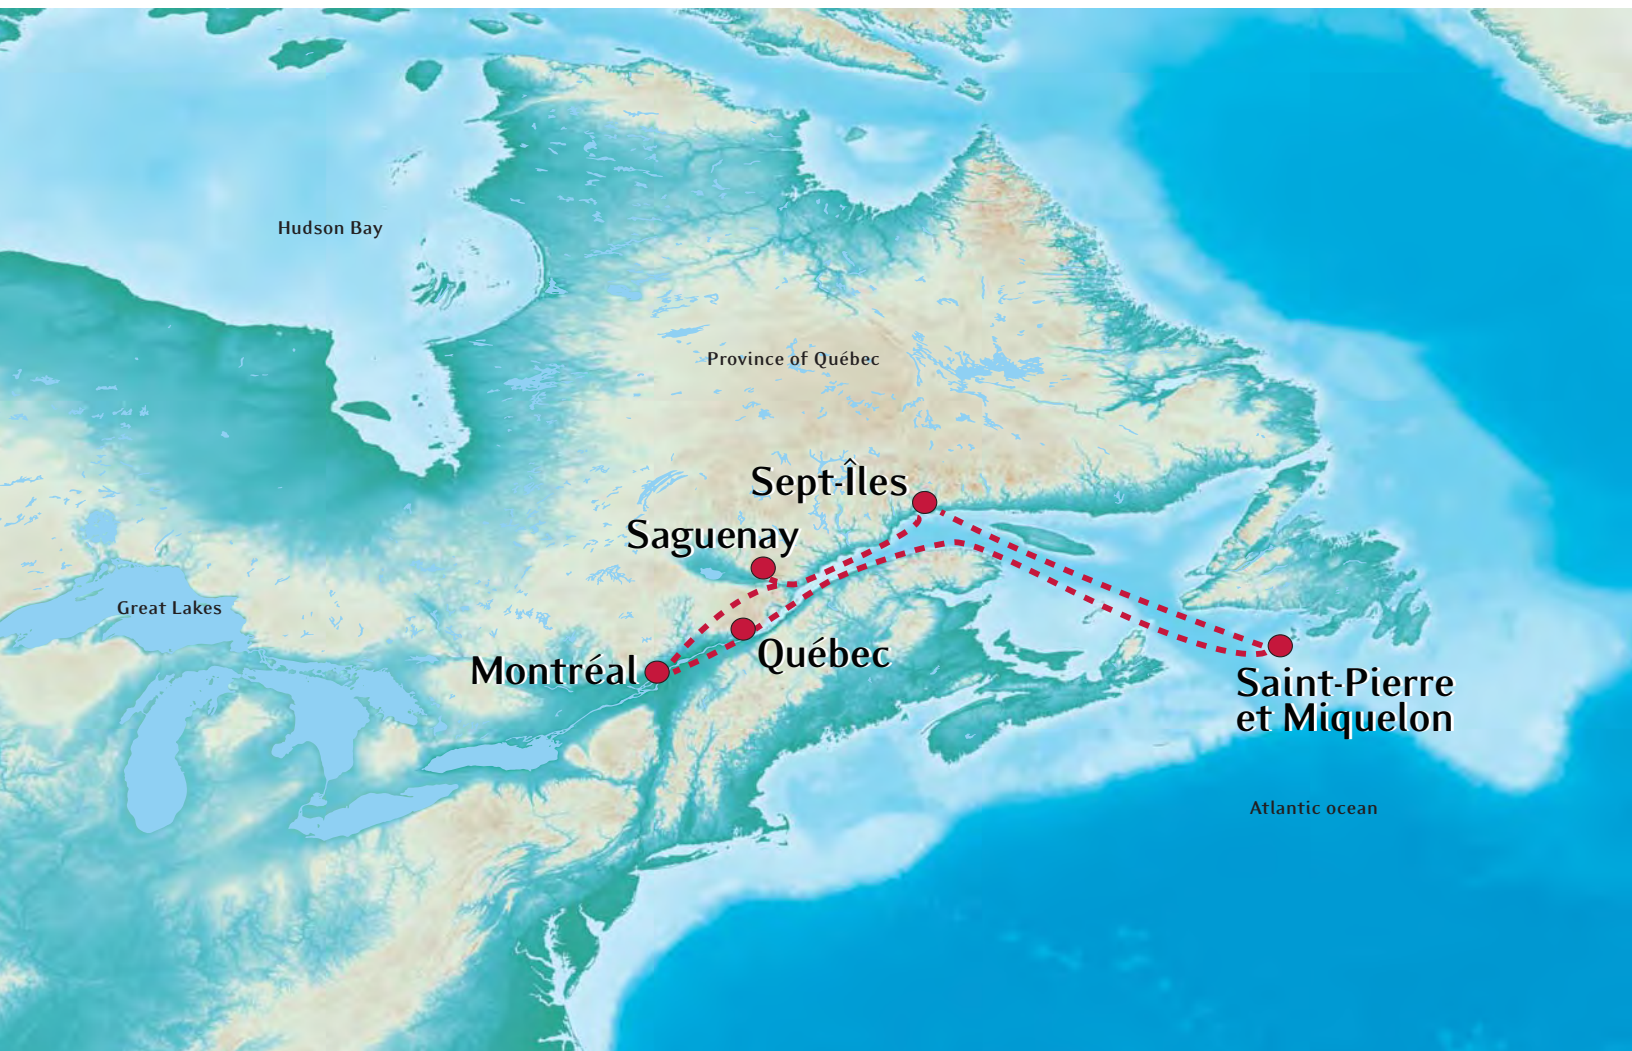 Hudson Bay
Province of Québec
Sept-Îles
Saguenay
Great Lakes
Québec
Montréal
Saint-Pierre
et Miquelon
Atlantic ocean